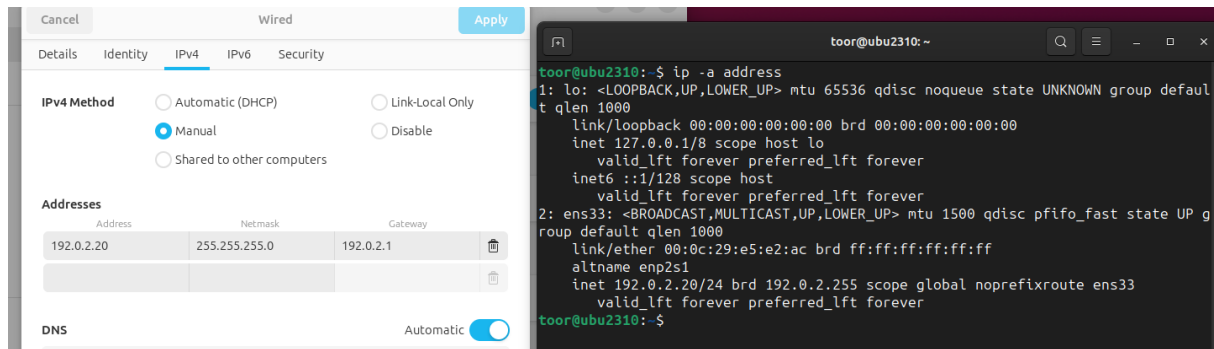 Cancel Wired Apply
Details Identity IPv4 IPv6 Security
IPv4 Method Automatic (DHCP) Link-Local Only
Manual Disable
Shared to other computers
Addresses
Address Netmask Gateway
192.0.2.20 255.255.255.0 192.0.2.1
DNS Automatic
toor@ubu2310: ~
toor@ubu2310:~$ ip -a address
1: lo: <LOOPBACK,UP,LOWER_UP> mtu 65536 qdisc noqueue state UNKNOWN group defaul
t qlen 1000
link/loopback 00:00:00:00:00:00 brd 00:00:00:00:00:00
inet 127.0.0.1/8 scope host lo
valid_lft forever preferred_lft forever
inet6 ::1/128 scope host
valid_lft forever preferred_lft forever
2: ens33: <BROADCAST,MULTICAST,UP,LOWER_UP> mtu 1500 qdisc pfifo_fast state UP g
roup default qlen 1000
link/ether 00:0c:29:e5:e2:ac brd ff:ff:ff:ff:ff:ff
altname enp2s1
inet 192.0.2.20/24 brd 192.0.2.255 scope global noprefixroute ens33
valid_lft forever preferred_lft forever
toor@ubu2310:~$